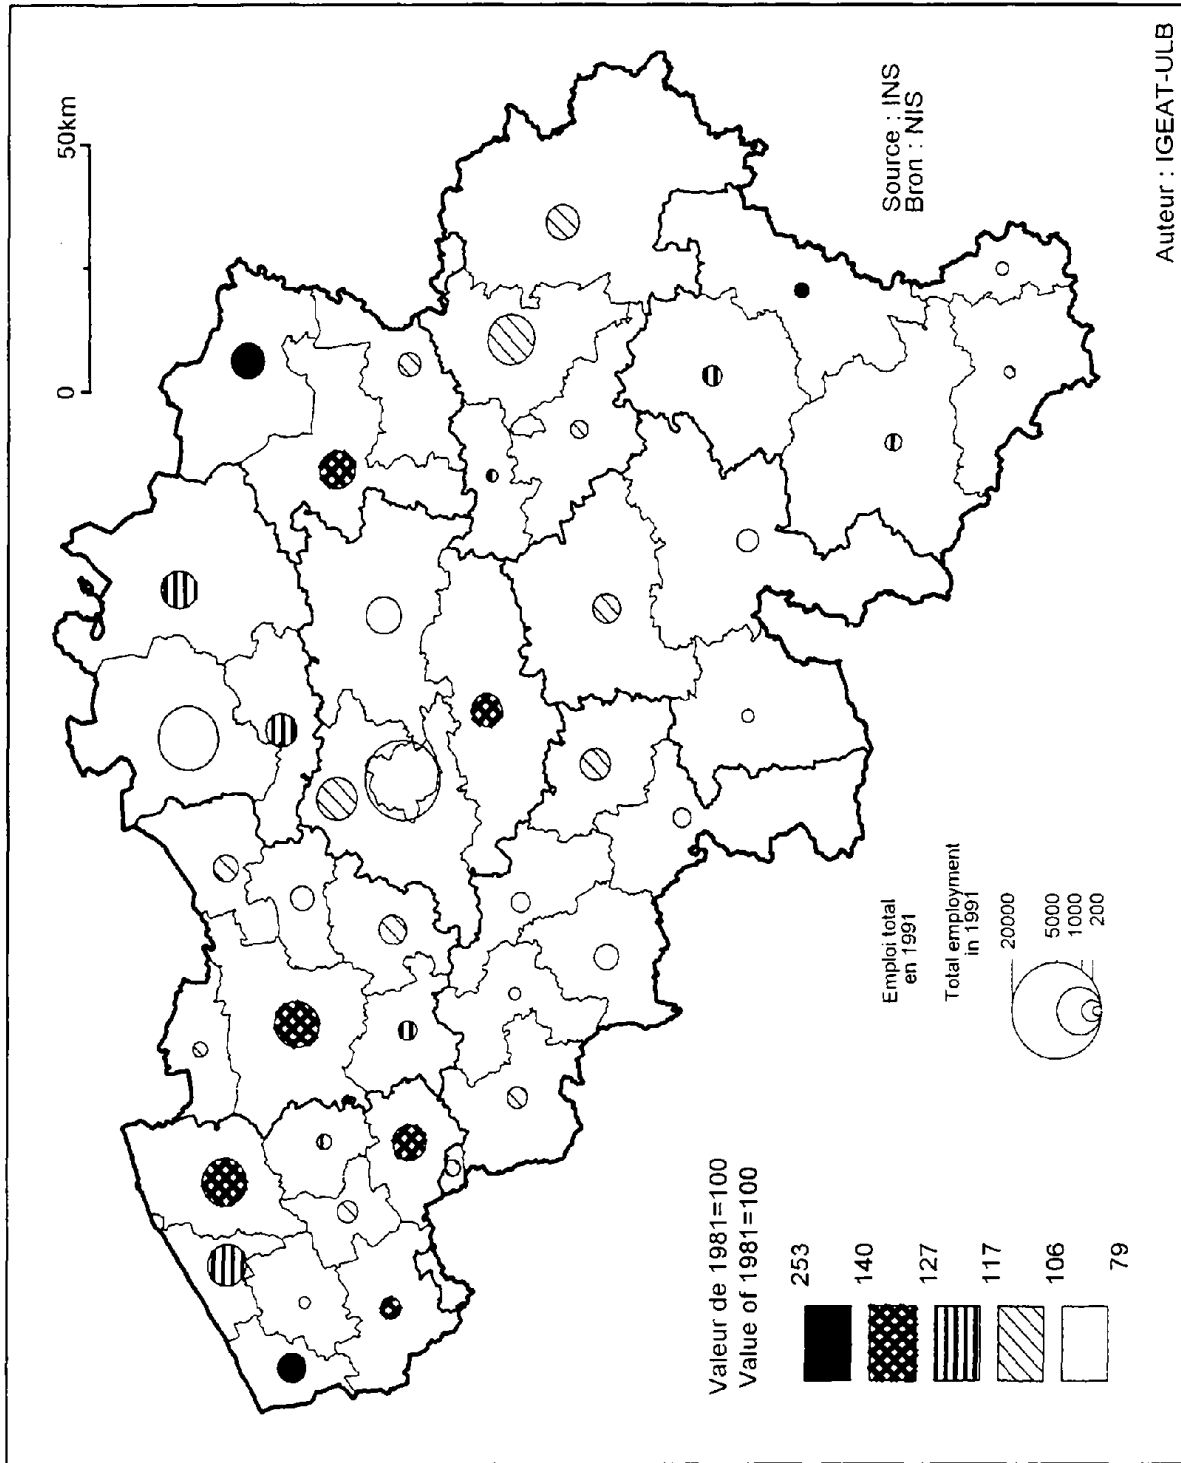 0
50km
Source : INS
Bron : NIS
Emploi total
en 1991
Total employment
in 1991
20000
5000
1000
200
Valeur de 1981=100
Value of 1981=100
253
140
127
117
106
79
Auteur : IGEAT-ULB